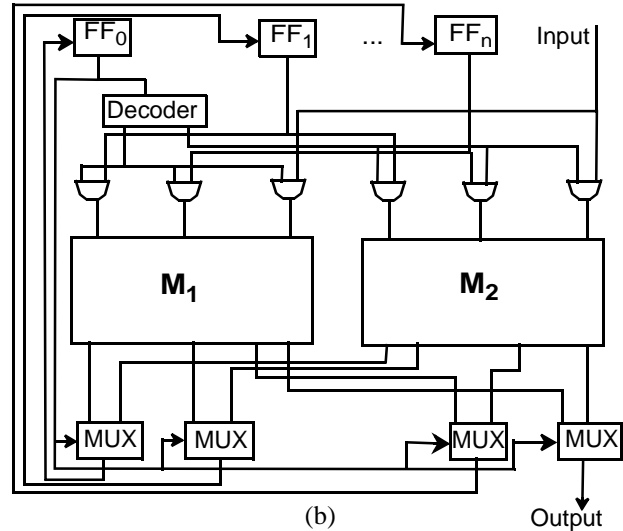 FF0 FF1 ... FFn Input
Decoder
M1 M2
MUX MUX MUX MUX
(b) Output